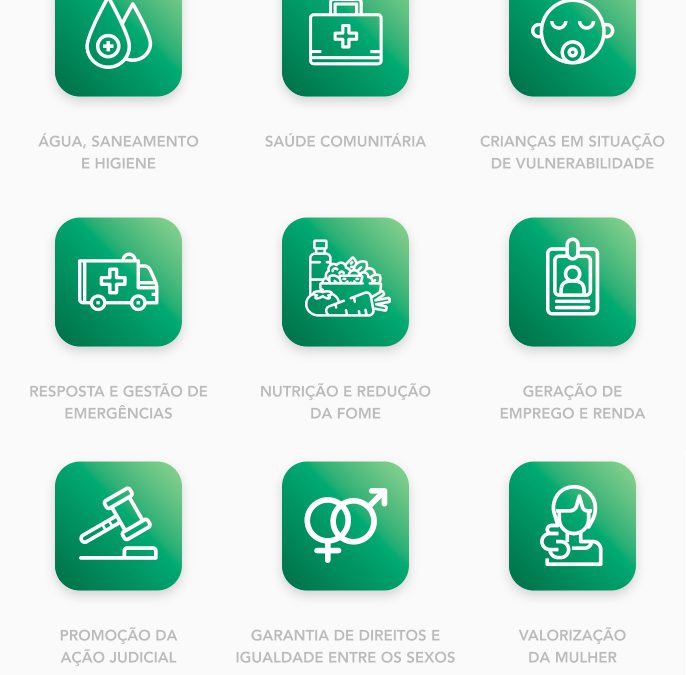 ÁGUA, SANEAMENTO
E HIGIENE
SAÚDE COMUNITÁRIA
CRIANÇAS EM SITUAÇÃO
DE VULNERABILIDADE
RESPOSTA E GESTÃO DE
EMERGÊNCIAS
NUTRIÇÃO E REDUÇÃO
DA FOME
GERAÇÃO DE
EMPREGO E RENDA
PROMOÇÃO DA
AÇÃO JUDICIAL
GARANTIA DE DIREITOS E
IGUALDADE ENTRE OS SEXOS
VALORIZAÇÃO
DA MULHER